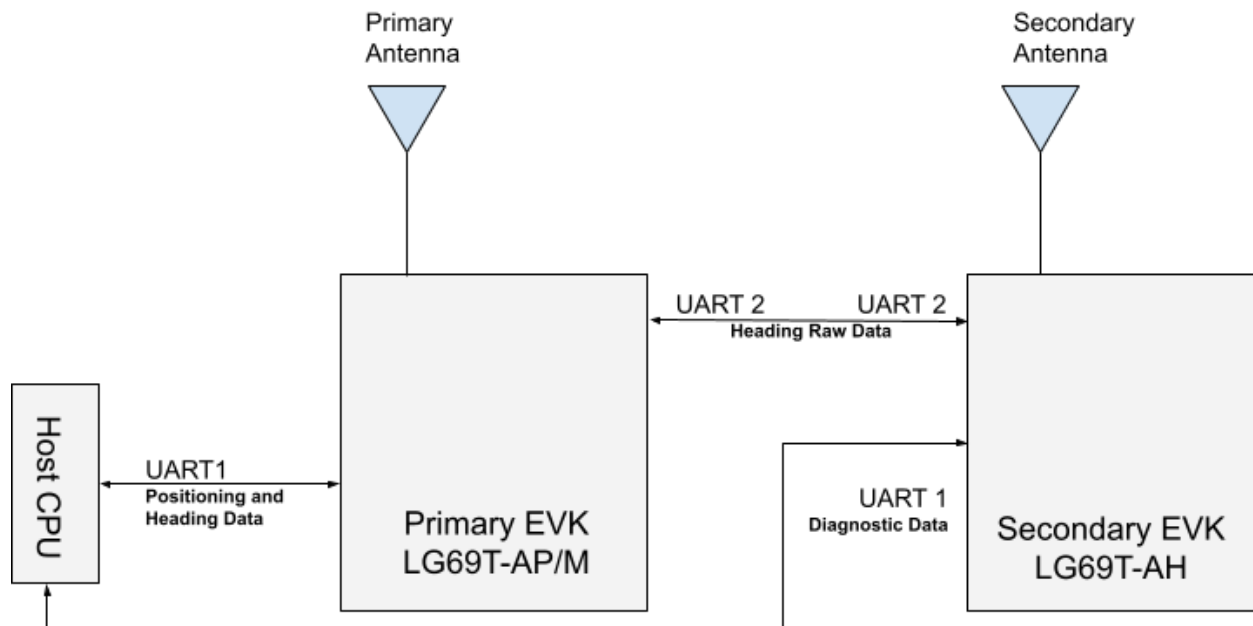 Primary
Antenna
Secondary
Antenna
UART 2
UART 2
Heading Raw Data
Host CPU
UART1
Positioning and
Heading Data
Primary EVK
LG69T-AP/M
UART 1
Diagnostic Data
Secondary EVK
LG69T-AH